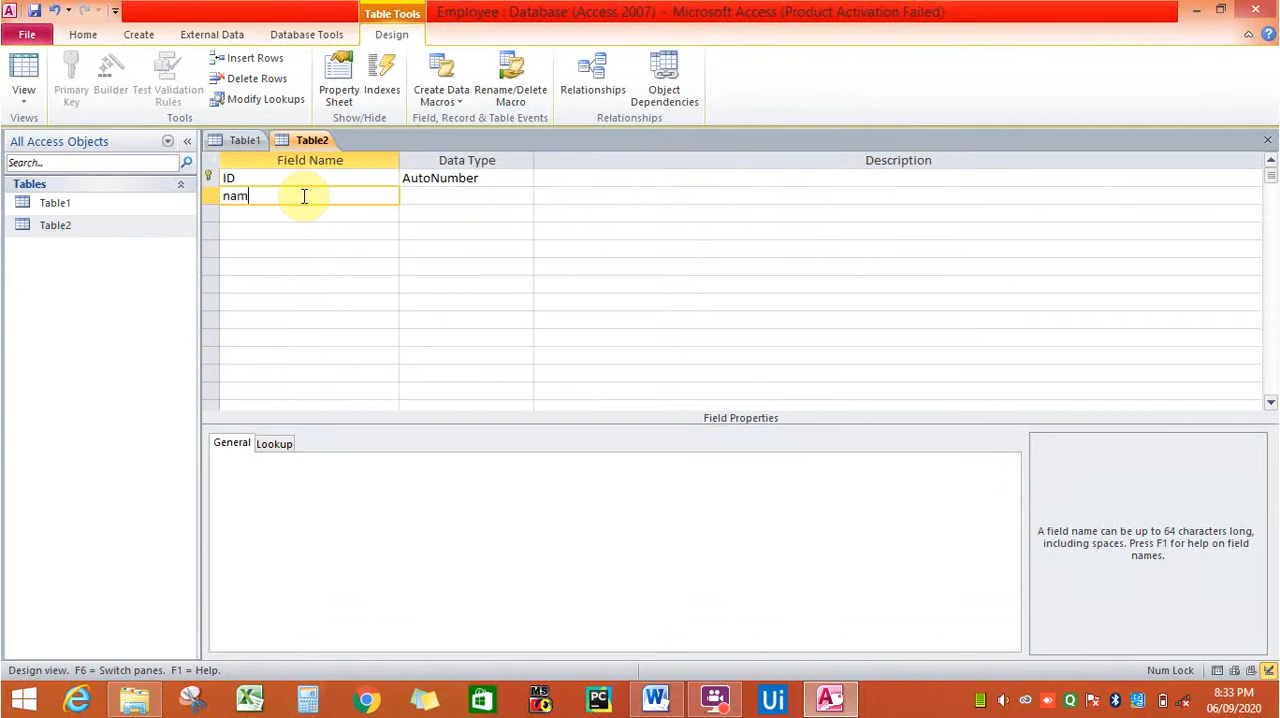 Table Tools
Employee : Database (Access 2007) - Microsoft Access (Product Activation Failed)
File
Home
Create
External Data
Database Tools
Design
View
Primary Key
Builder
Test Validation Rules
Insert Rows
Delete Rows
Modify Lookups
Property Sheet
Indexes
Create Data Macros
Rename/Delete Macro
Relationships
Object Dependencies
Views
Tools
Show/Hide
Field, Record & Table Events
Relationships
All Access Objects
Search...
Tables
Table1
Table2
Table1
Table2
Field Name
Data Type
Description
ID
AutoNumber
nam
Field Properties
General
Lookup
A field name can be up to 64 characters long,
including spaces. Press F1 for help on field
names.
Design view. F6 = Switch panes. F1 = Help.
Num Lock
MS
PC
Ui
8:33 PM
06/09/2020